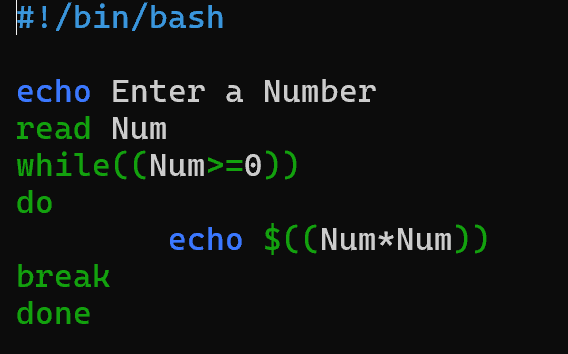 #!/bin/bash

echo Enter a Number
read Num
while((Num>=0))
do
        echo $((Num*Num))
break
done